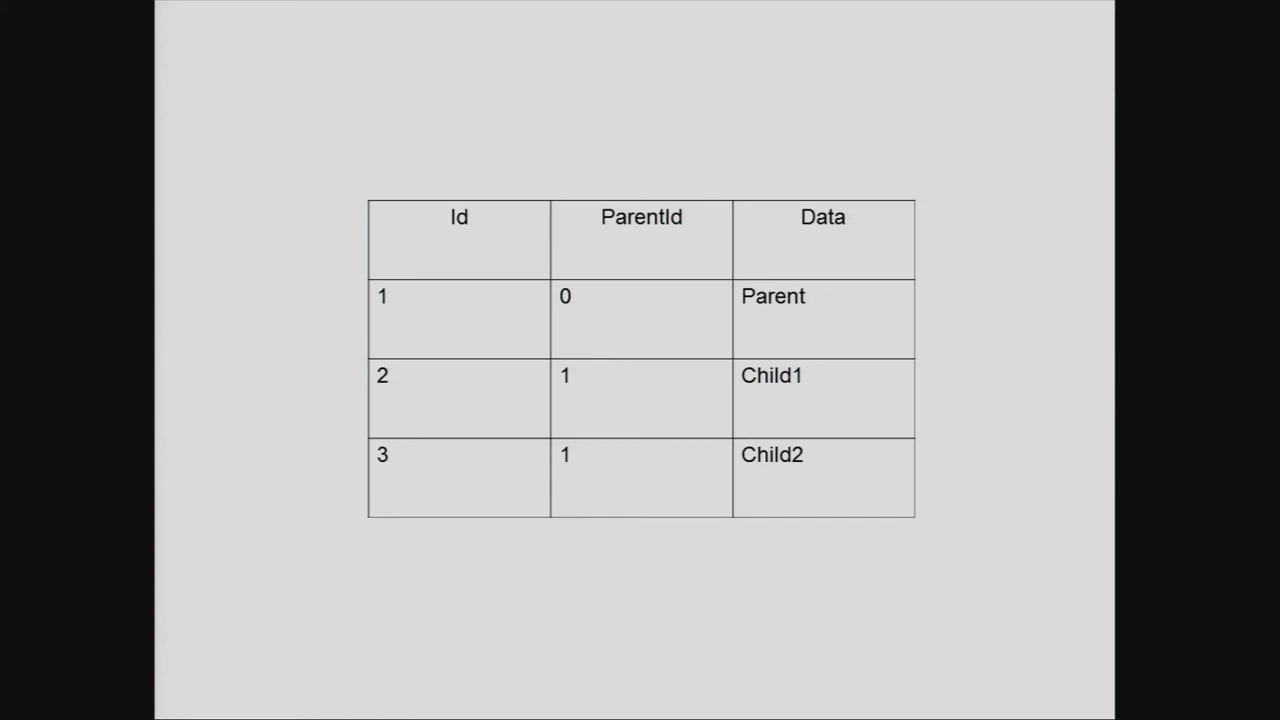 Id ParentId Data
1 0 Parent
2 1 Child1
3 1 Child2